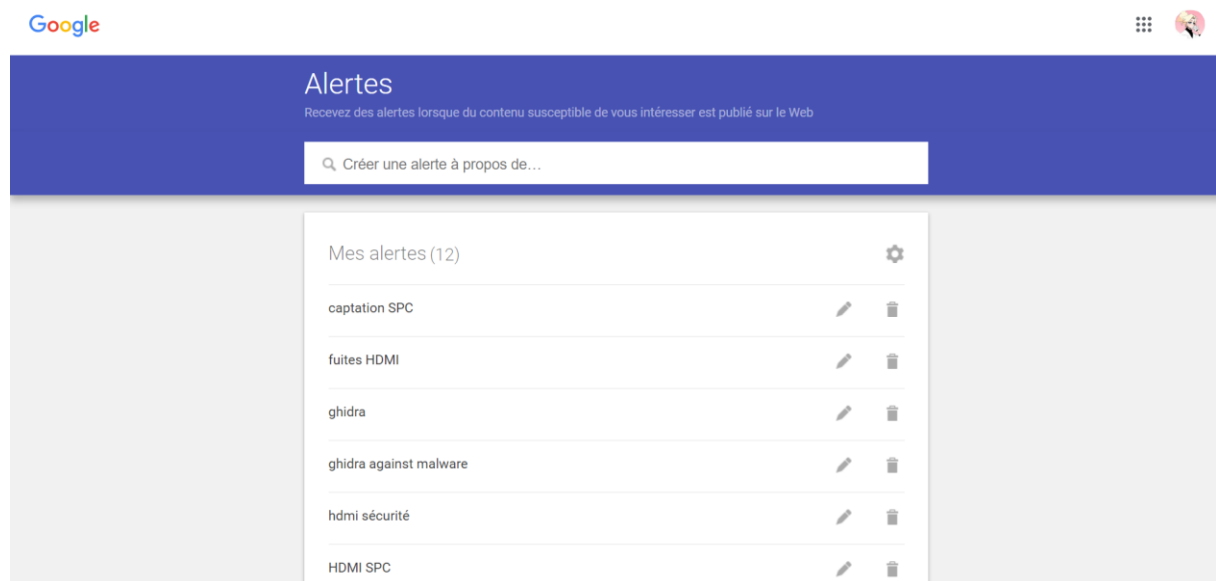 Google
Alertes
Recevez des alertes lorsque du contenu susceptible de vous intéresser est publié sur le Web
Créer une alerte à propos de…
Mes alertes (12)
captation SPC
fuites HDMI
ghidra
ghidra against malware
hdmi sécurité
HDMI SPC